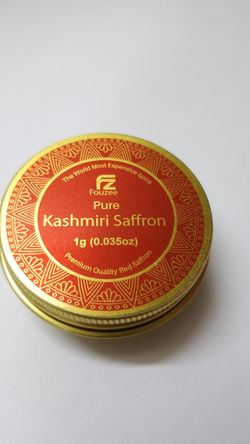 The World Most Expensive Spice
FZ
Fouzee
Pure
Kashmiri Saffron
1g (0.035oz)
Premium Quality Red Saffron